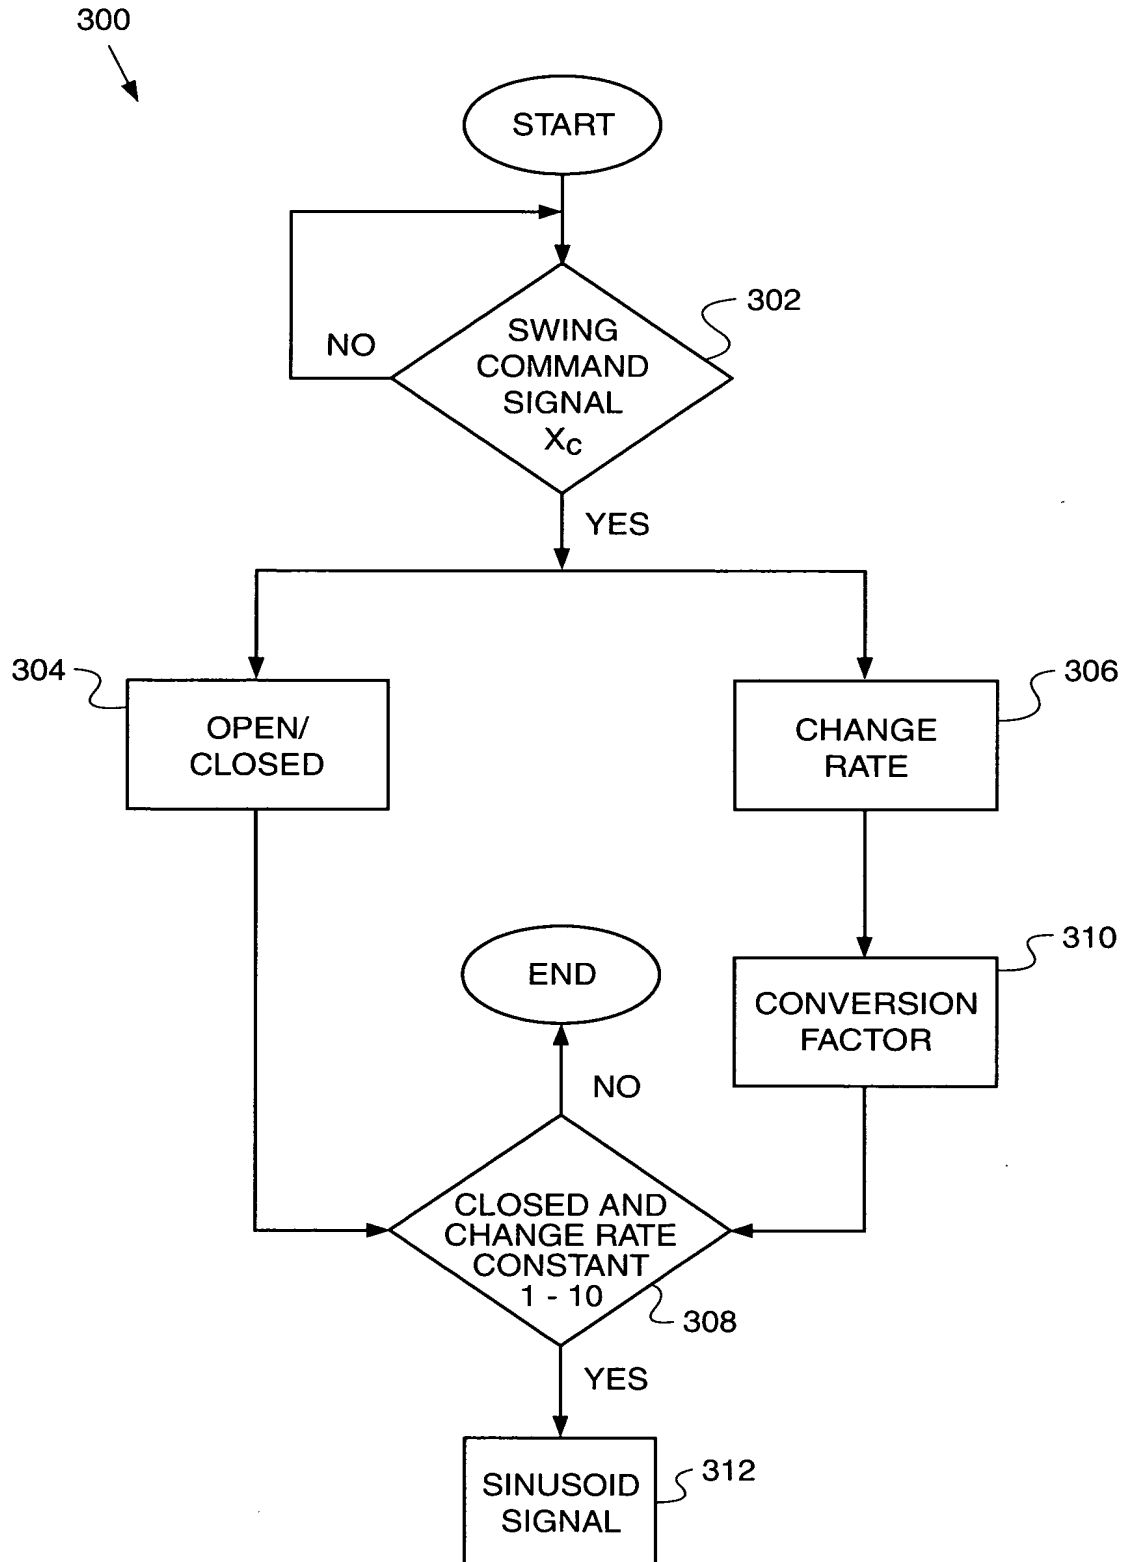 300
START
302
SWING
COMMAND
SIGNAL
Xc
NO
YES
304
OPEN/
CLOSED
306
CHANGE
RATE
310
CONVERSION
FACTOR
END
NO
CLOSED AND
CHANGE RATE
CONSTANT
1 - 10
308
YES
312
SINUSOID
SIGNAL